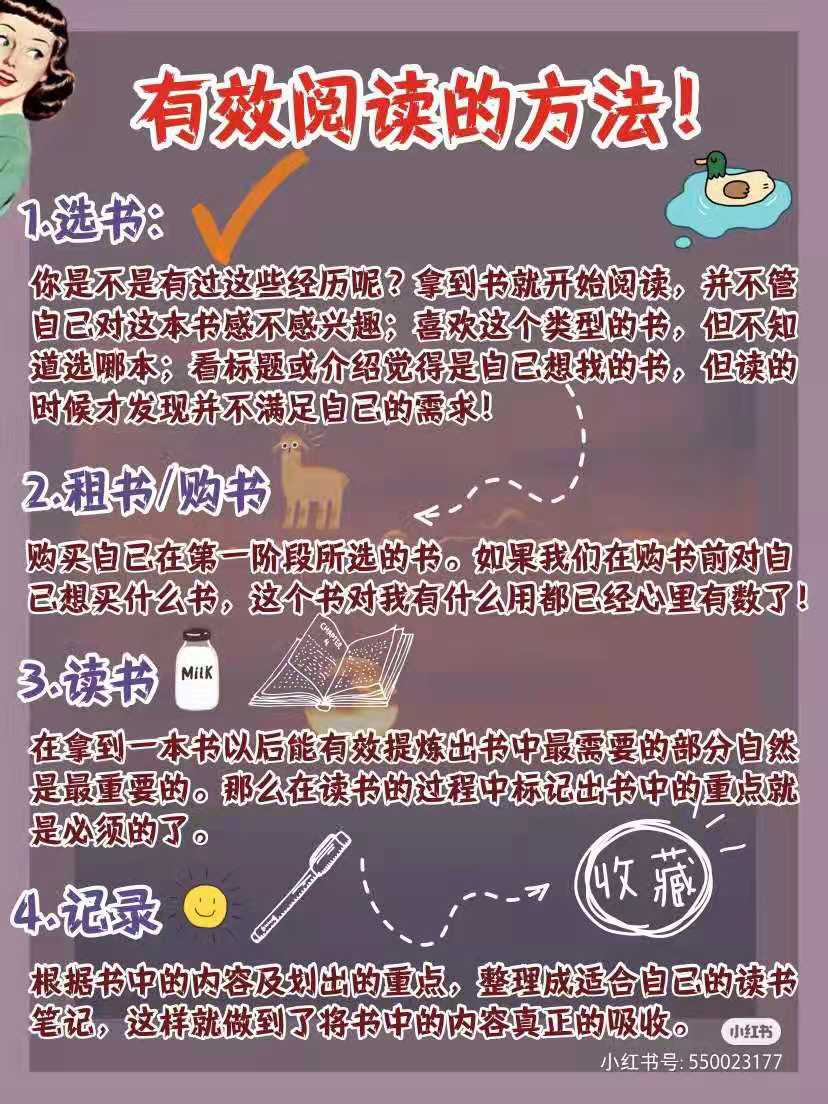 有效阅读的方法！
1.选书：
你是不是有过这些经历呢？拿到书就开始阅读，并不管
自己对这本书感不感兴趣；喜欢这个类型的书，但不知
道选哪本；看标题或介绍觉得是自己想找的书，但读的
时候才发现并不满足自己的需求！
2.租书/购书
购买自己在第一阶段所选的书。如果我们在购书前对自
己想买什么书，这个书对我有什么用都已经心里有数了！
3.读书
MILK
CHAPTER
4
在拿到一本书以后能有效提炼出书中最需要的部分自然
是最重要的。那么在读书的过程中标记出书中的重点就
是必须的了。
收藏
4.记录
根据书中的内容及划出的重点，整理成适合自己的读书
笔记，这样就做到了将书中的内容真正的吸收。
小红书
小红书号: 550023177